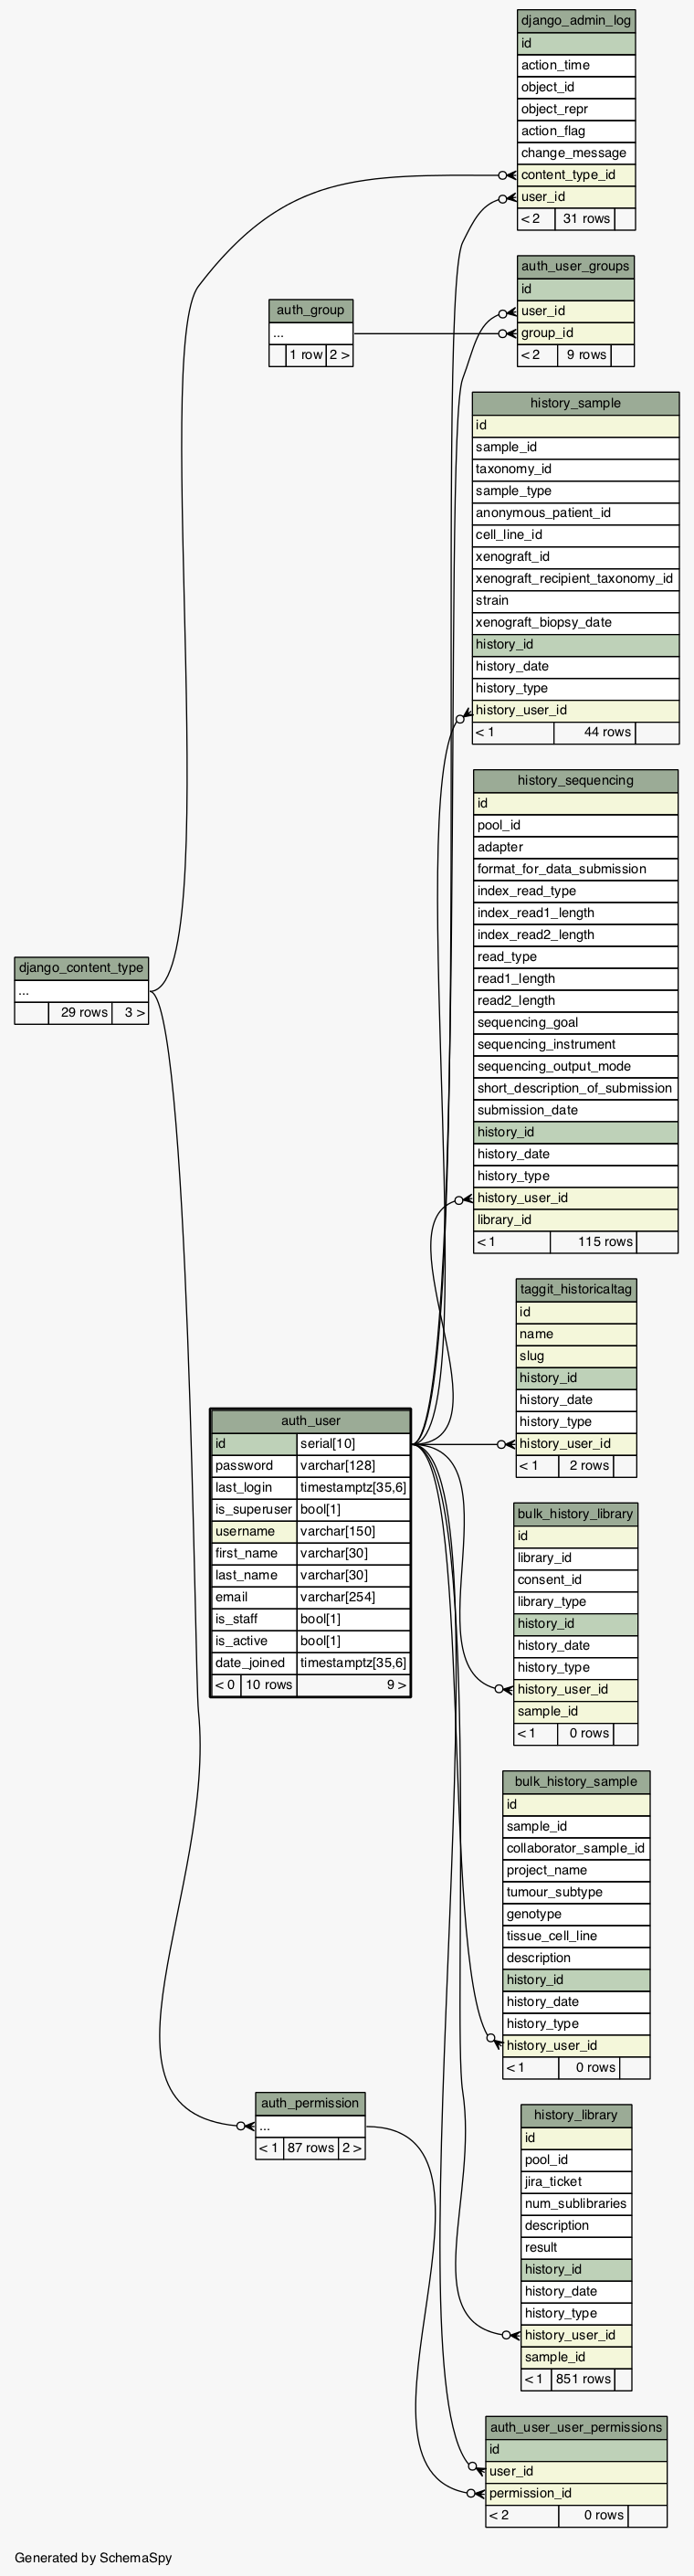 django_admin_log
id
action_time
object_id
object_repr
action_flag
change_message
content_type_id
user_id
< 2 31 rows
auth_user_groups
id
user_id
group_id
< 2 9 rows
auth_group
...
1 row 2 >
history_sample
id
sample_id
taxonomy_id
sample_type
anonymous_patient_id
cell_line_id
xenograft_id
xenograft_recipient_taxonomy_id
strain
xenograft_biopsy_date
history_id
history_date
history_type
history_user_id
< 1 44 rows
history_sequencing
id
pool_id
adapter
format_for_data_submission
index_read_type
index_read1_length
index_read2_length
read_type
read1_length
read2_length
sequencing_goal
sequencing_instrument
sequencing_output_mode
short_description_of_submission
submission_date
history_id
history_date
history_type
history_user_id
library_id
< 1 115 rows
django_content_type
...
29 rows 3 >
taggit_historicaltag
id
name
slug
history_id
history_date
history_type
history_user_id
< 1 2 rows
auth_user
id serial[10]
password varchar[128]
last_login timestamptz[35,6]
is_superuser bool[1]
username varchar[150]
first_name varchar[30]
last_name varchar[30]
email varchar[254]
is_staff bool[1]
is_active bool[1]
date_joined timestamptz[35,6]
< 0 10 rows 9 >
bulk_history_library
id
library_id
consent_id
library_type
history_id
history_date
history_type
history_user_id
sample_id
< 1 0 rows
bulk_history_sample
id
sample_id
collaborator_sample_id
project_name
tumour_subtype
genotype
tissue_cell_line
description
history_id
history_date
history_type
history_user_id
< 1 0 rows
auth_permission
...
< 1 87 rows 2 >
history_library
id
pool_id
jira_ticket
num_sublibraries
description
result
history_id
history_date
history_type
history_user_id
sample_id
< 1 851 rows
auth_user_user_permissions
id
user_id
permission_id
< 2 0 rows
Generated by SchemaSpy